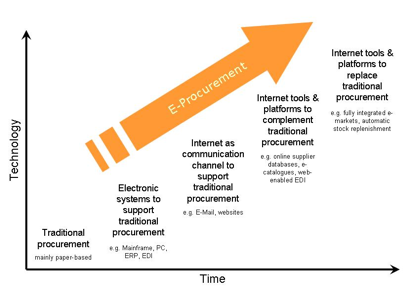 Technology
E-Procurement
Traditional
procurement
mainly paper-based
Electronic
systems to
support
traditional
procurement
e.g. Mainframe, PC,
ERP, EDI
Internet as
communication
channel to
support
traditional
procurement
e.g. E-Mail, websites
Internet tools &
platforms to
complement
traditional
procurement
e.g. online supplier
databases, e-
catalogues, web-
enabled EDI
Internet tools &
platforms to
replace
traditional
procurement
e.g. fully integrated e-
markets, automatic
stock replenishment
Time